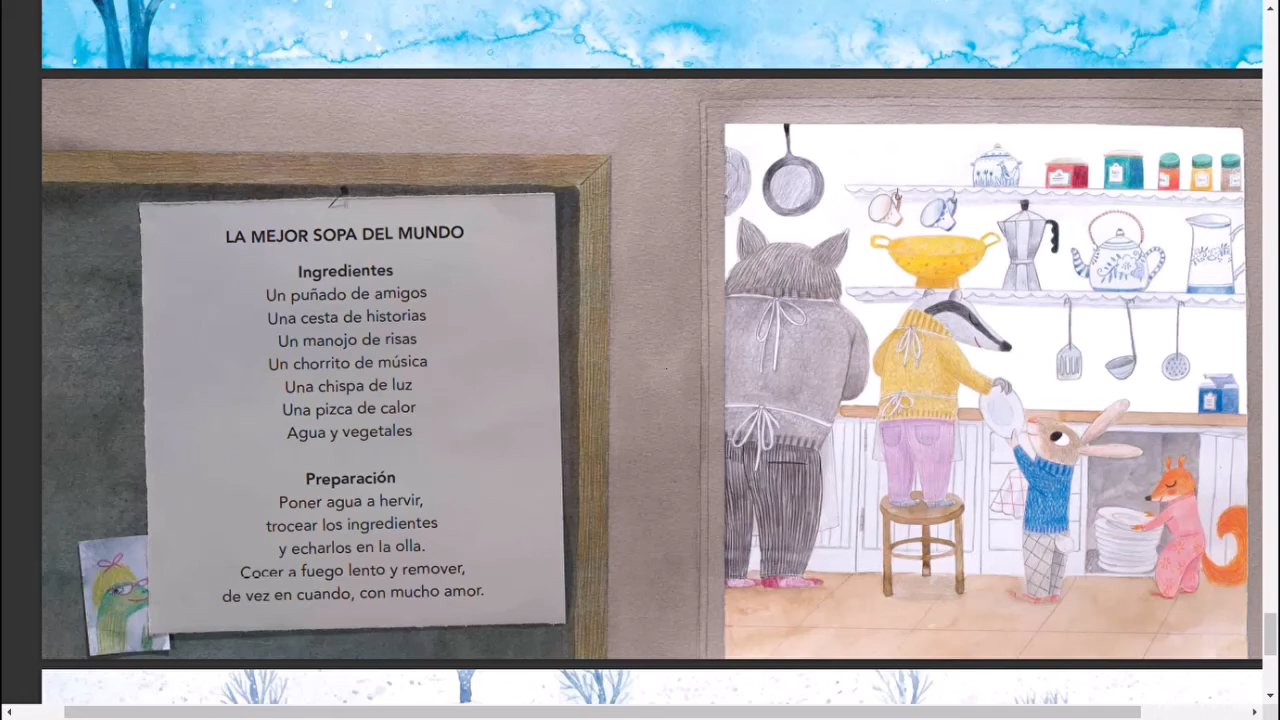 LA MEJOR SOPA DEL MUNDO
Ingredientes
Un puñado de amigos
Una cesta de historias
Un manojo de risas
Un chorrito de música
Una chispa de luz
Una pizca de calor
Agua y vegetales
Preparación
Poner agua a hervir,
trocear los ingredientes
y echarlos en la olla.
Cocer a fuego lento y remover,
de vez en cuando, con mucho amor.